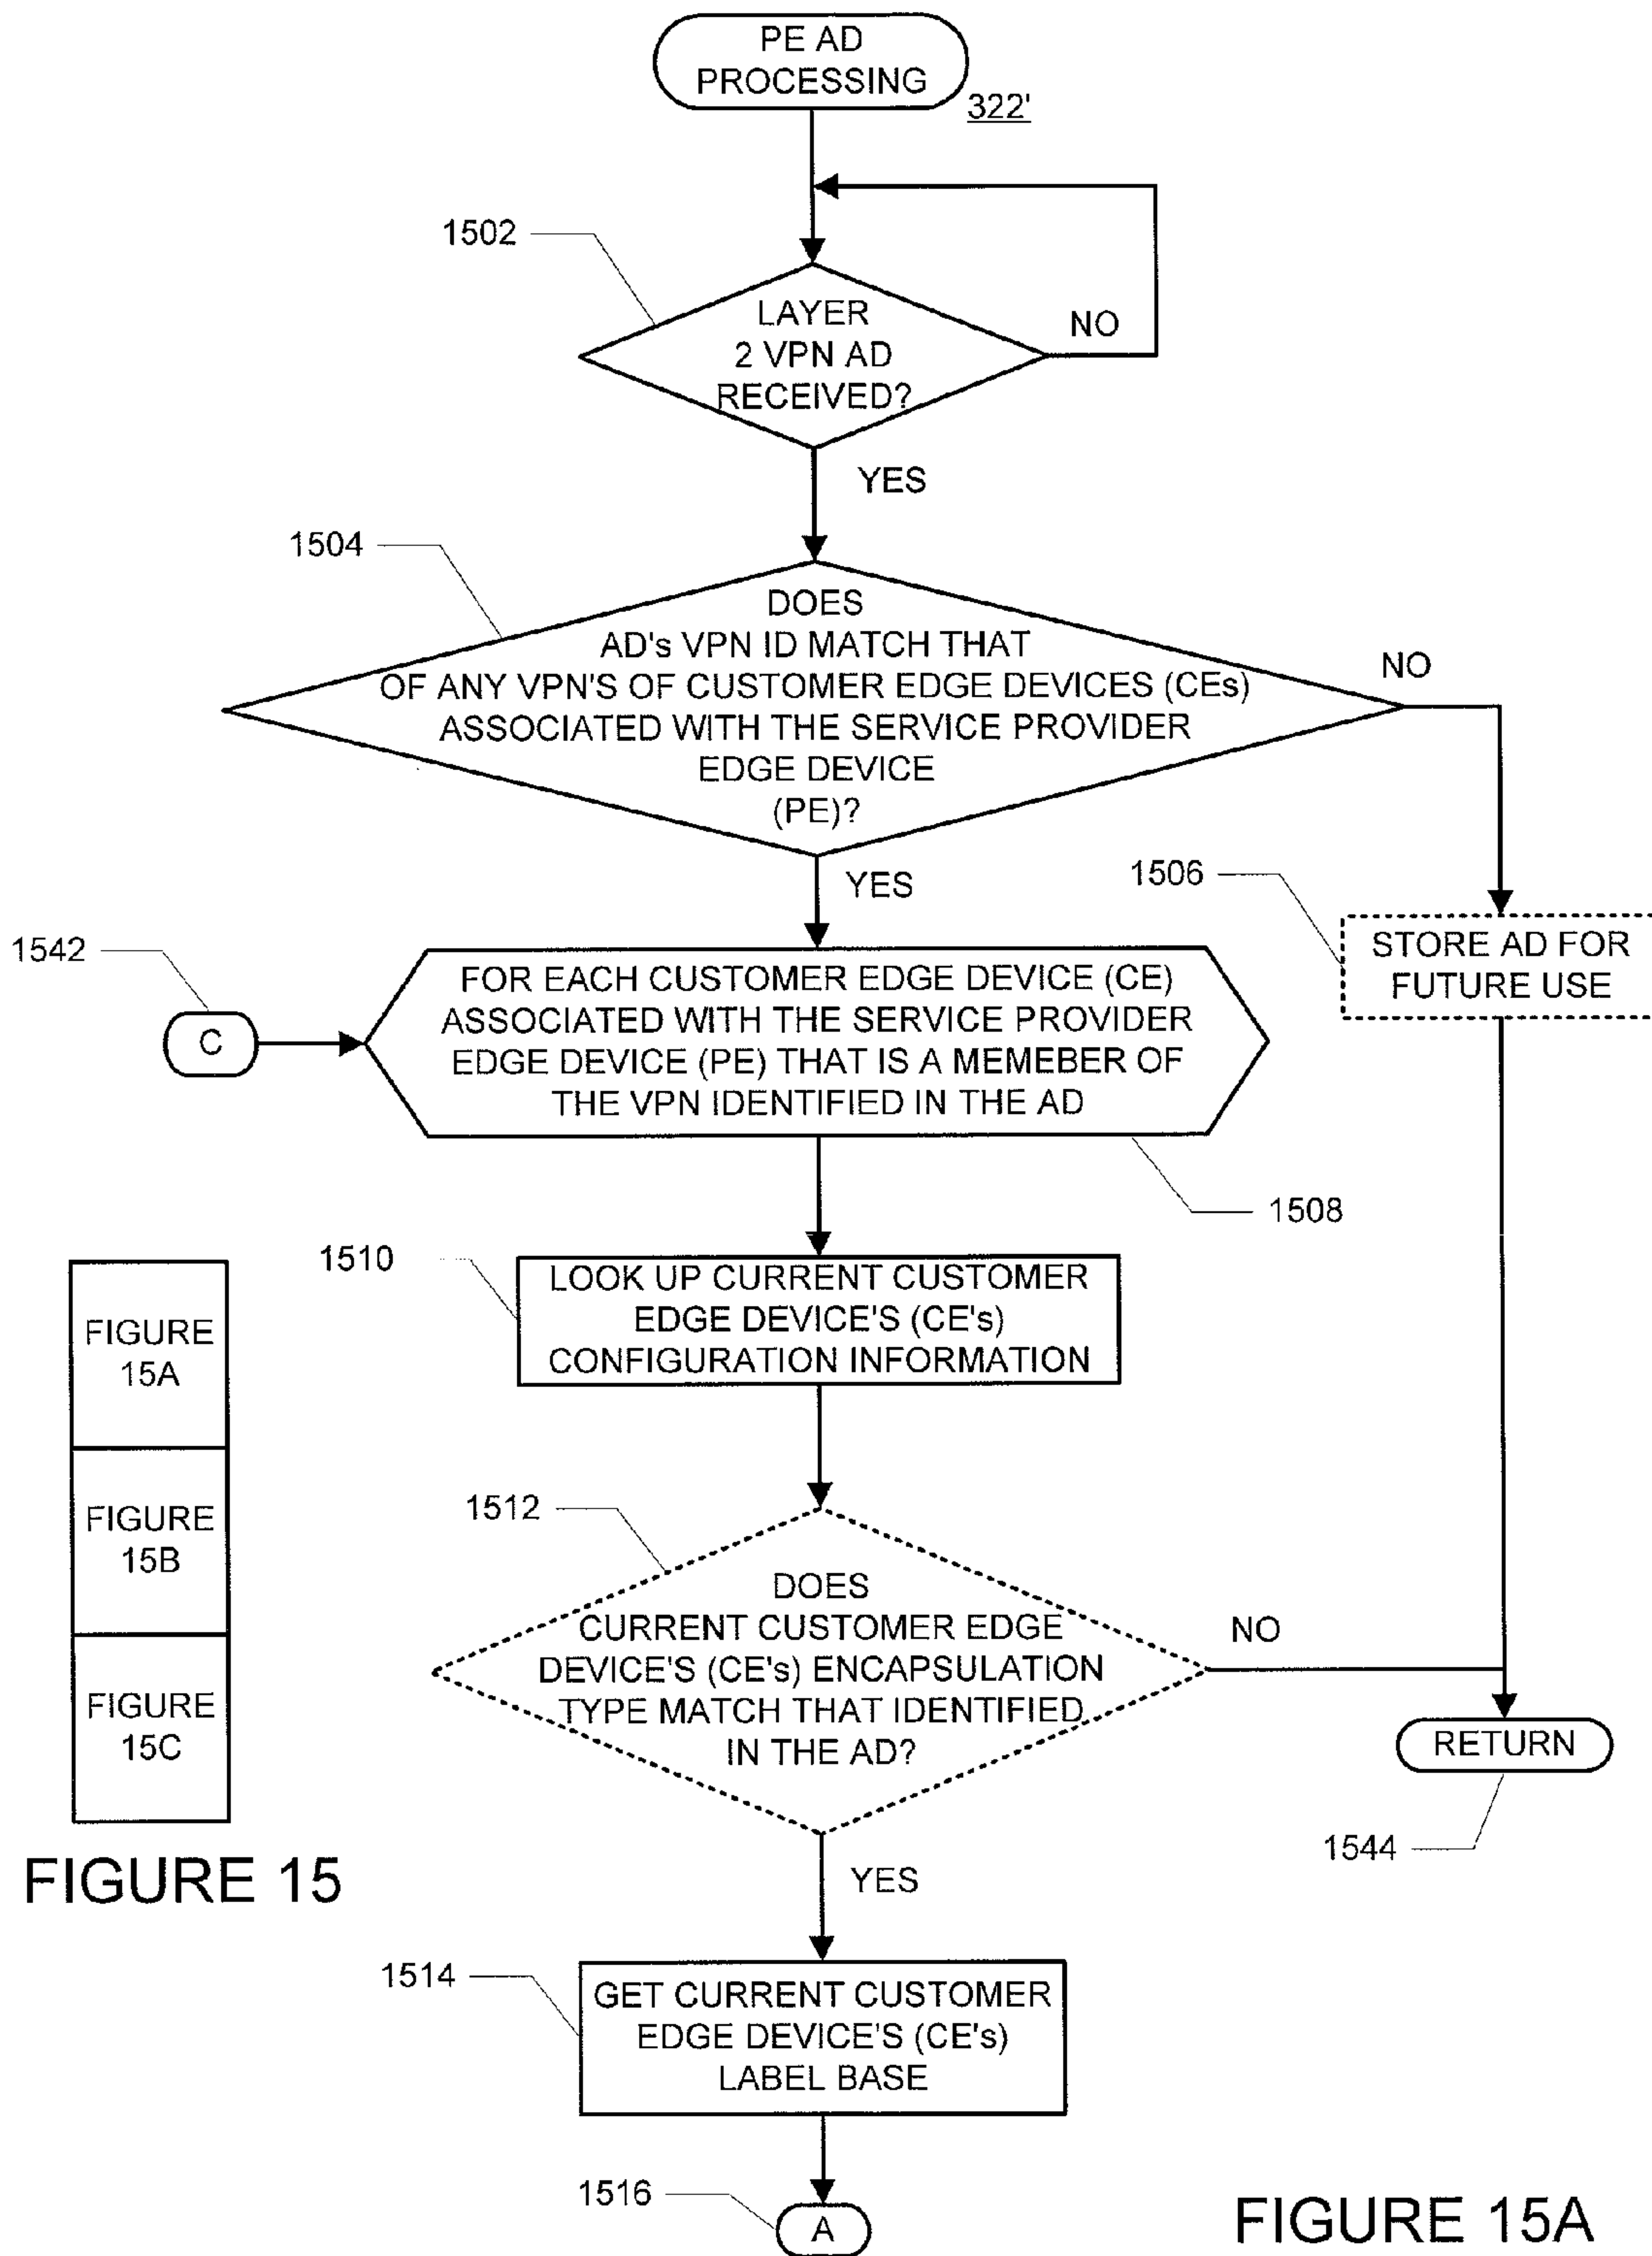 PE AD
PROCESSING
322'
1502
LAYER
2 VPN AD
RECEIVED?
NO
YES
1504
DOES
AD's VPN ID MATCH THAT
OF ANY VPN'S OF CUSTOMER EDGE DEVICES (CEs)
ASSOCIATED WITH THE SERVICE PROVIDER
EDGE DEVICE
(PE)?
NO
YES
1506
STORE AD FOR
FUTURE USE
1542
C
FOR EACH CUSTOMER EDGE DEVICE (CE)
ASSOCIATED WITH THE SERVICE PROVIDER
EDGE DEVICE (PE) THAT IS A MEMEBER OF
THE VPN IDENTIFIED IN THE AD
1508
1510
LOOK UP CURRENT CUSTOMER
EDGE DEVICE'S (CE's)
CONFIGURATION INFORMATION
1512
DOES
CURRENT CUSTOMER EDGE
DEVICE'S (CE's) ENCAPSULATION
TYPE MATCH THAT IDENTIFIED
IN THE AD?
NO
YES
RETURN
1544
FIGURE
15A
FIGURE
15B
FIGURE
15C
FIGURE 15
1514
GET CURRENT CUSTOMER
EDGE DEVICE'S (CE's)
LABEL BASE
1516
A
FIGURE 15A